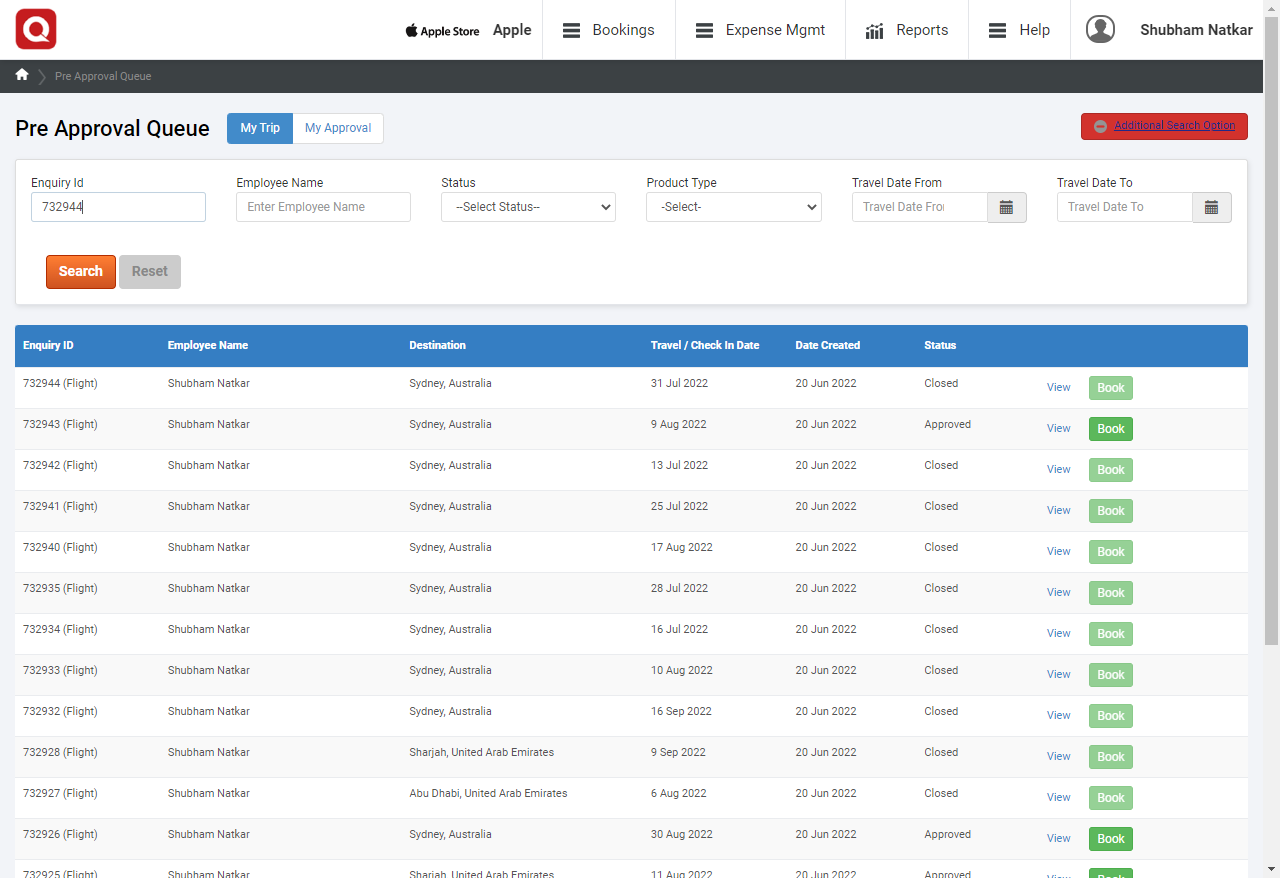 Apple Store Apple Bookings Expense Mgmt Reports Help Shubham Natkar
Pre Approval Queue
Pre Approval Queue My Trip My Approval Additional Search Option
Enquiry Id Employee Name Status Product Type Travel Date From Travel Date To
732944 Enter Employee Name --Select Status-- -Select- Travel Date From Travel Date To
Search Reset
Enquiry ID Employee Name Destination Travel / Check In Date Date Created Status
732944 (Flight) Shubham Natkar Sydney, Australia 31 Jul 2022 20 Jun 2022 Closed View Book
732943 (Flight) Shubham Natkar Sydney, Australia 9 Aug 2022 20 Jun 2022 Approved View Book
732942 (Flight) Shubham Natkar Sydney, Australia 13 Jul 2022 20 Jun 2022 Closed View Book
732941 (Flight) Shubham Natkar Sydney, Australia 25 Jul 2022 20 Jun 2022 Closed View Book
732940 (Flight) Shubham Natkar Sydney, Australia 17 Aug 2022 20 Jun 2022 Closed View Book
732935 (Flight) Shubham Natkar Sydney, Australia 28 Jul 2022 20 Jun 2022 Closed View Book
732934 (Flight) Shubham Natkar Sydney, Australia 16 Jul 2022 20 Jun 2022 Closed View Book
732933 (Flight) Shubham Natkar Sydney, Australia 10 Aug 2022 20 Jun 2022 Closed View Book
732932 (Flight) Shubham Natkar Sydney, Australia 16 Sep 2022 20 Jun 2022 Closed View Book
732928 (Flight) Shubham Natkar Sharjah, United Arab Emirates 9 Sep 2022 20 Jun 2022 Closed View Book
732927 (Flight) Shubham Natkar Abu Dhabi, United Arab Emirates 6 Aug 2022 20 Jun 2022 Closed View Book
732926 (Flight) Shubham Natkar Sydney, Australia 30 Aug 2022 20 Jun 2022 Approved View Book
732925 (Flight) Shubham Natkar Sharjah, United Arab Emirates 11 Aug 2022 20 Jun 2022 Approved View Book